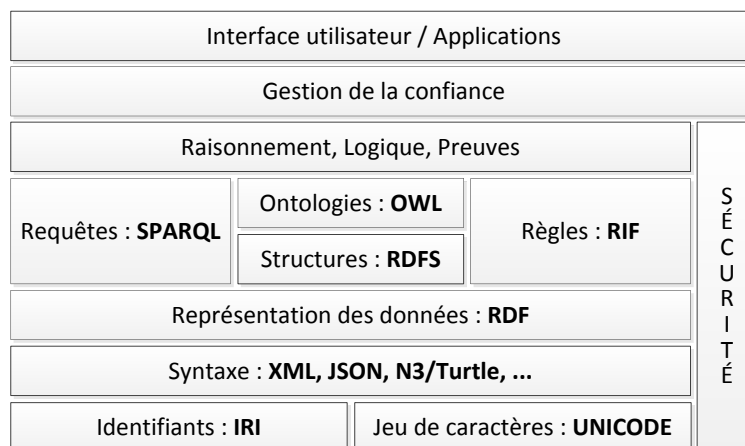 Interface utilisateur / Applications
Gestion de la confiance
Raisonnement, Logique, Preuves
Requêtes : SPARQL
Ontologies : OWL
Structures : RDFS
Règles : RIF
Représentation des données : RDF
Syntaxe : XML, JSON, N3/Turtle, ...
Identifiants : IRI
Jeu de caractères : UNICODE
SÉCURITÉ